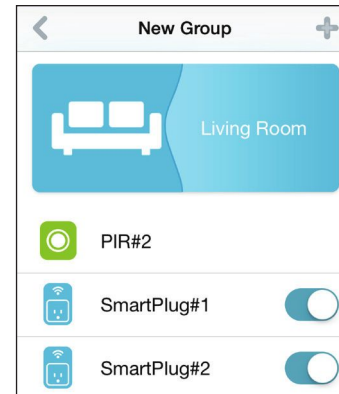 New Group
Living Room
PIR#2
SmartPlug#1
SmartPlug#2